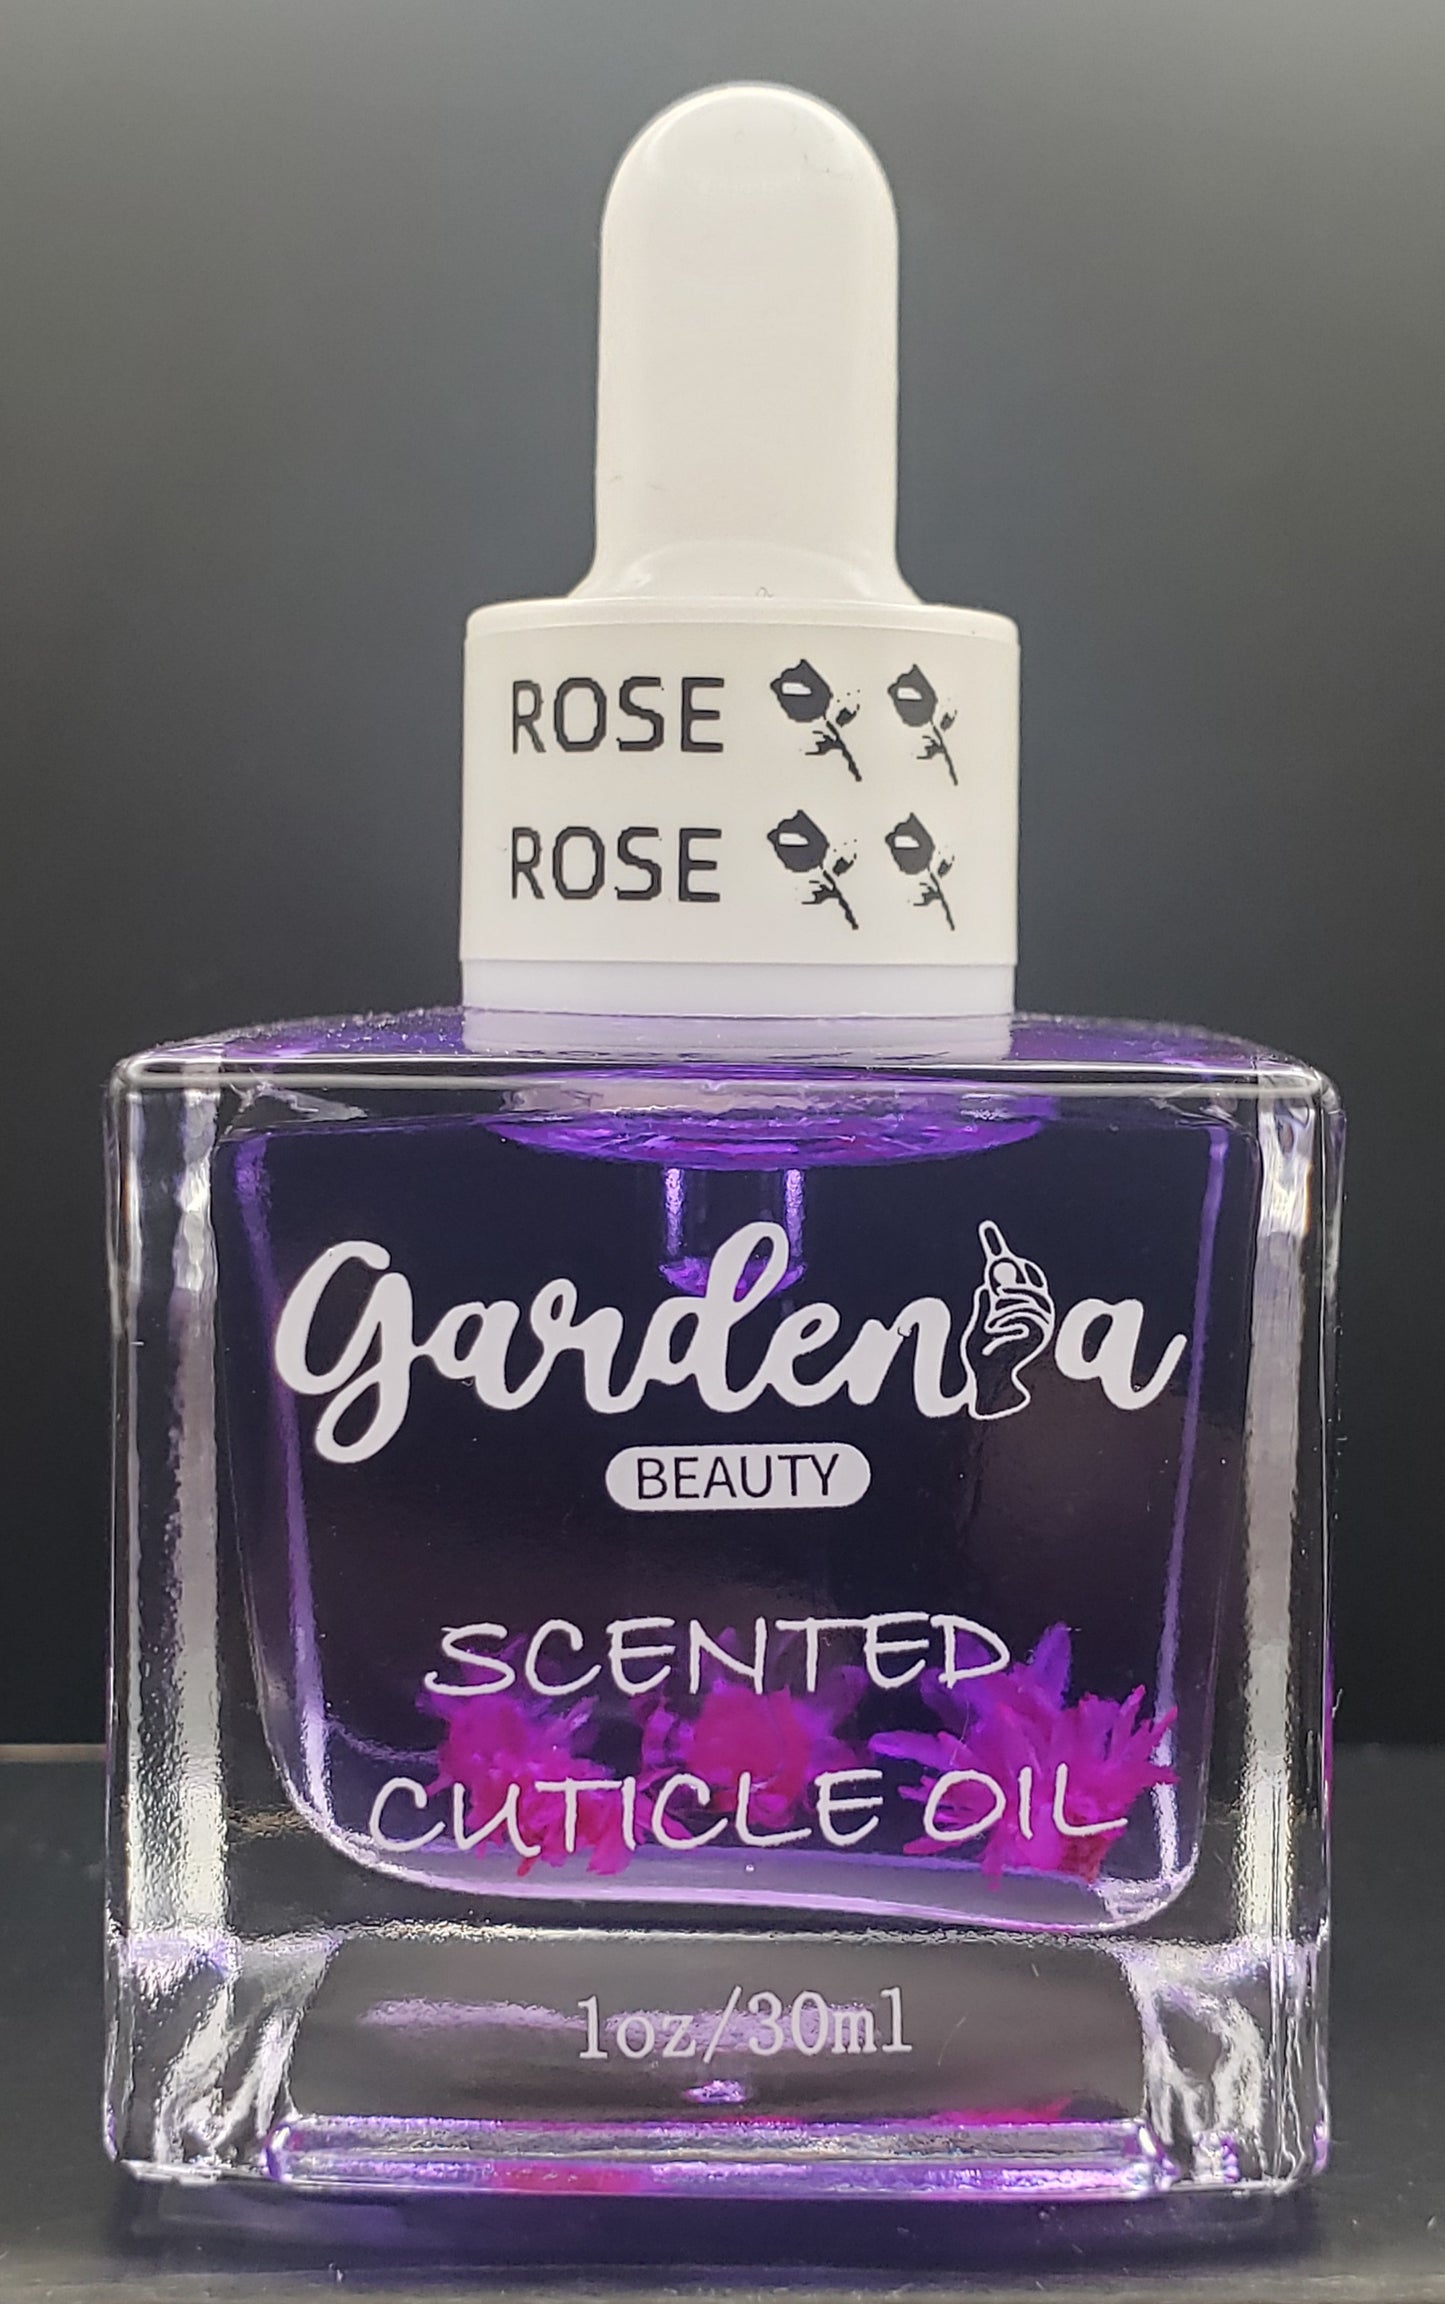 ROSE
ROSE
Gardenia
BEAUTY
SCENTED
CUTICLE OIL
1oz/30ml